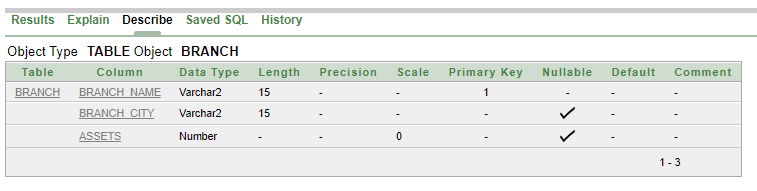 Results Explain Describe Saved SQL History
Object Type TABLE Object BRANCH
Table Column Data Type Length Precision Scale Primary Key Nullable Default Comment
BRANCH BRANCH_NAME Varchar2 15 - - 1 - - -
BRANCH_CITY Varchar2 15 - - - ✓ - -
ASSETS Number - - 0 - ✓ - -
1 - 3